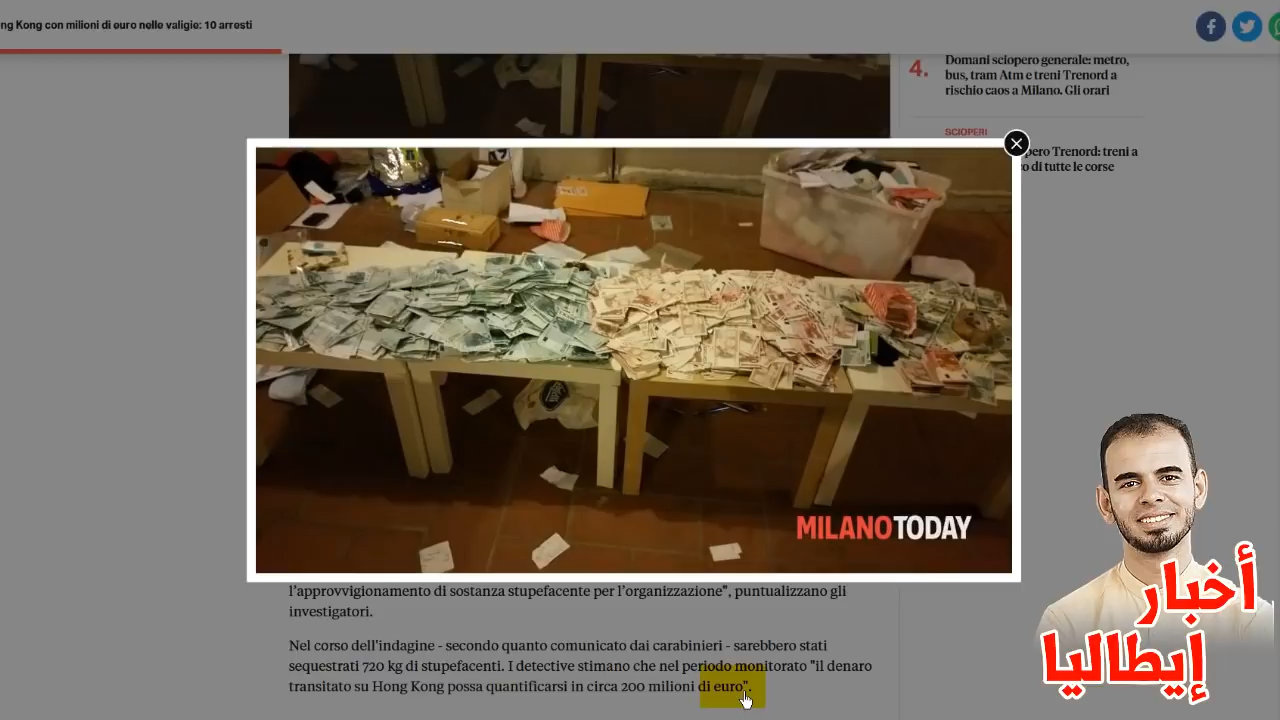 ng Kong con milioni di euro nelle valigie: 10 arresti
4.
Domani sciopero generale: metro,
bus, tram Atm e treni Trenord a
rischio caos a Milano. Gli orari
SCIOPERI
pero Trenord: treni a
o di tutte le corse
MILANOTODAY
l'approvvigionamento di sostanza stupefacente per l'organizzazione", puntualizzano gli
investigatori.
Nel corso dell'indagine - secondo quanto comunicato dai carabinieri - sarebbero stati
sequestrati 720 kg di stupefacenti. I detective stimano che nel periodo monitorato "il denaro
transitato su Hong Kong possa quantificarsi in circa 200 milioni di euro".
أخبار
إيطاليا